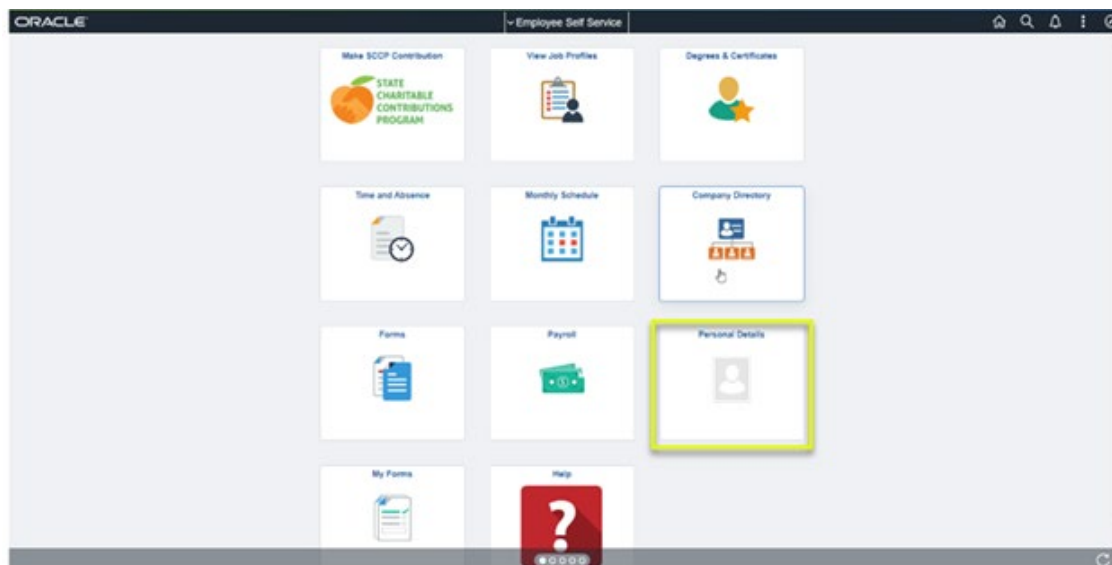 ORACLE
Employee Self Service
Make SCCP Contribution
View Job Profiles
Degrees & Certificates
STATE
CHARITABLE
CONTRIBUTIONS
PROGRAM
Time and Absence
Monthly Schedule
Company Directory
Forms
Payroll
Personal Details
My Forms
Help
?